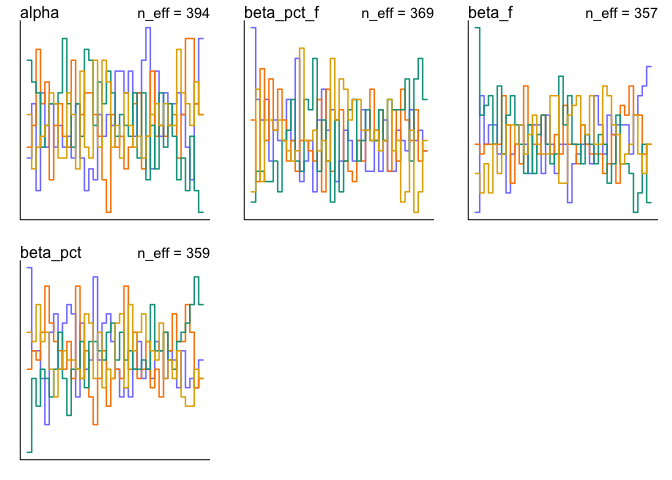 alpha n_eff = 394
beta_pct_f n_eff = 369
beta_f n_eff = 357
beta_pct n_eff = 359